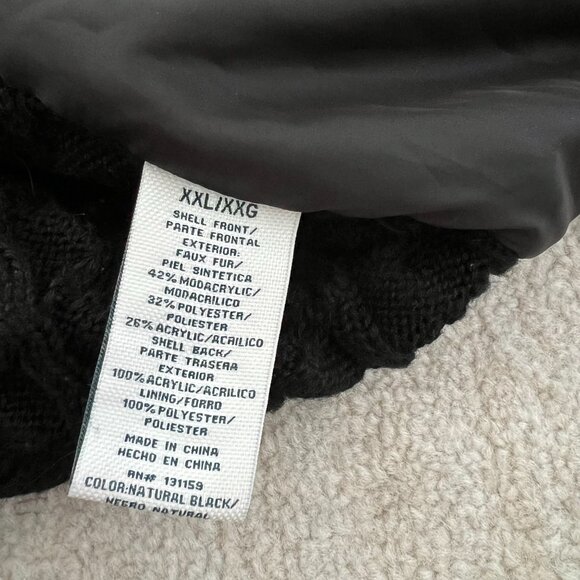 XXL/XXG
SHELL FRONT/
PARTE FRONTAL
EXTERIOR:
FAUX FUR/
PIEL SINTETICA
42% MODACRYLIC/
MODACRILICO
32% POLYESTER/
POLIESTER
26% ACRYLIC/ACRILICO
SHELL BACK/
PARTE TRASERA
EXTERIOR
100% ACRYLIC/ACRILICO
LINING/FORRO
100% POLYESTER/
POLIESTER
MADE IN CHINA
HECHO EN CHINA
RN# 131159
COLOR:NATURAL BLACK/
NEGRO NATURAL